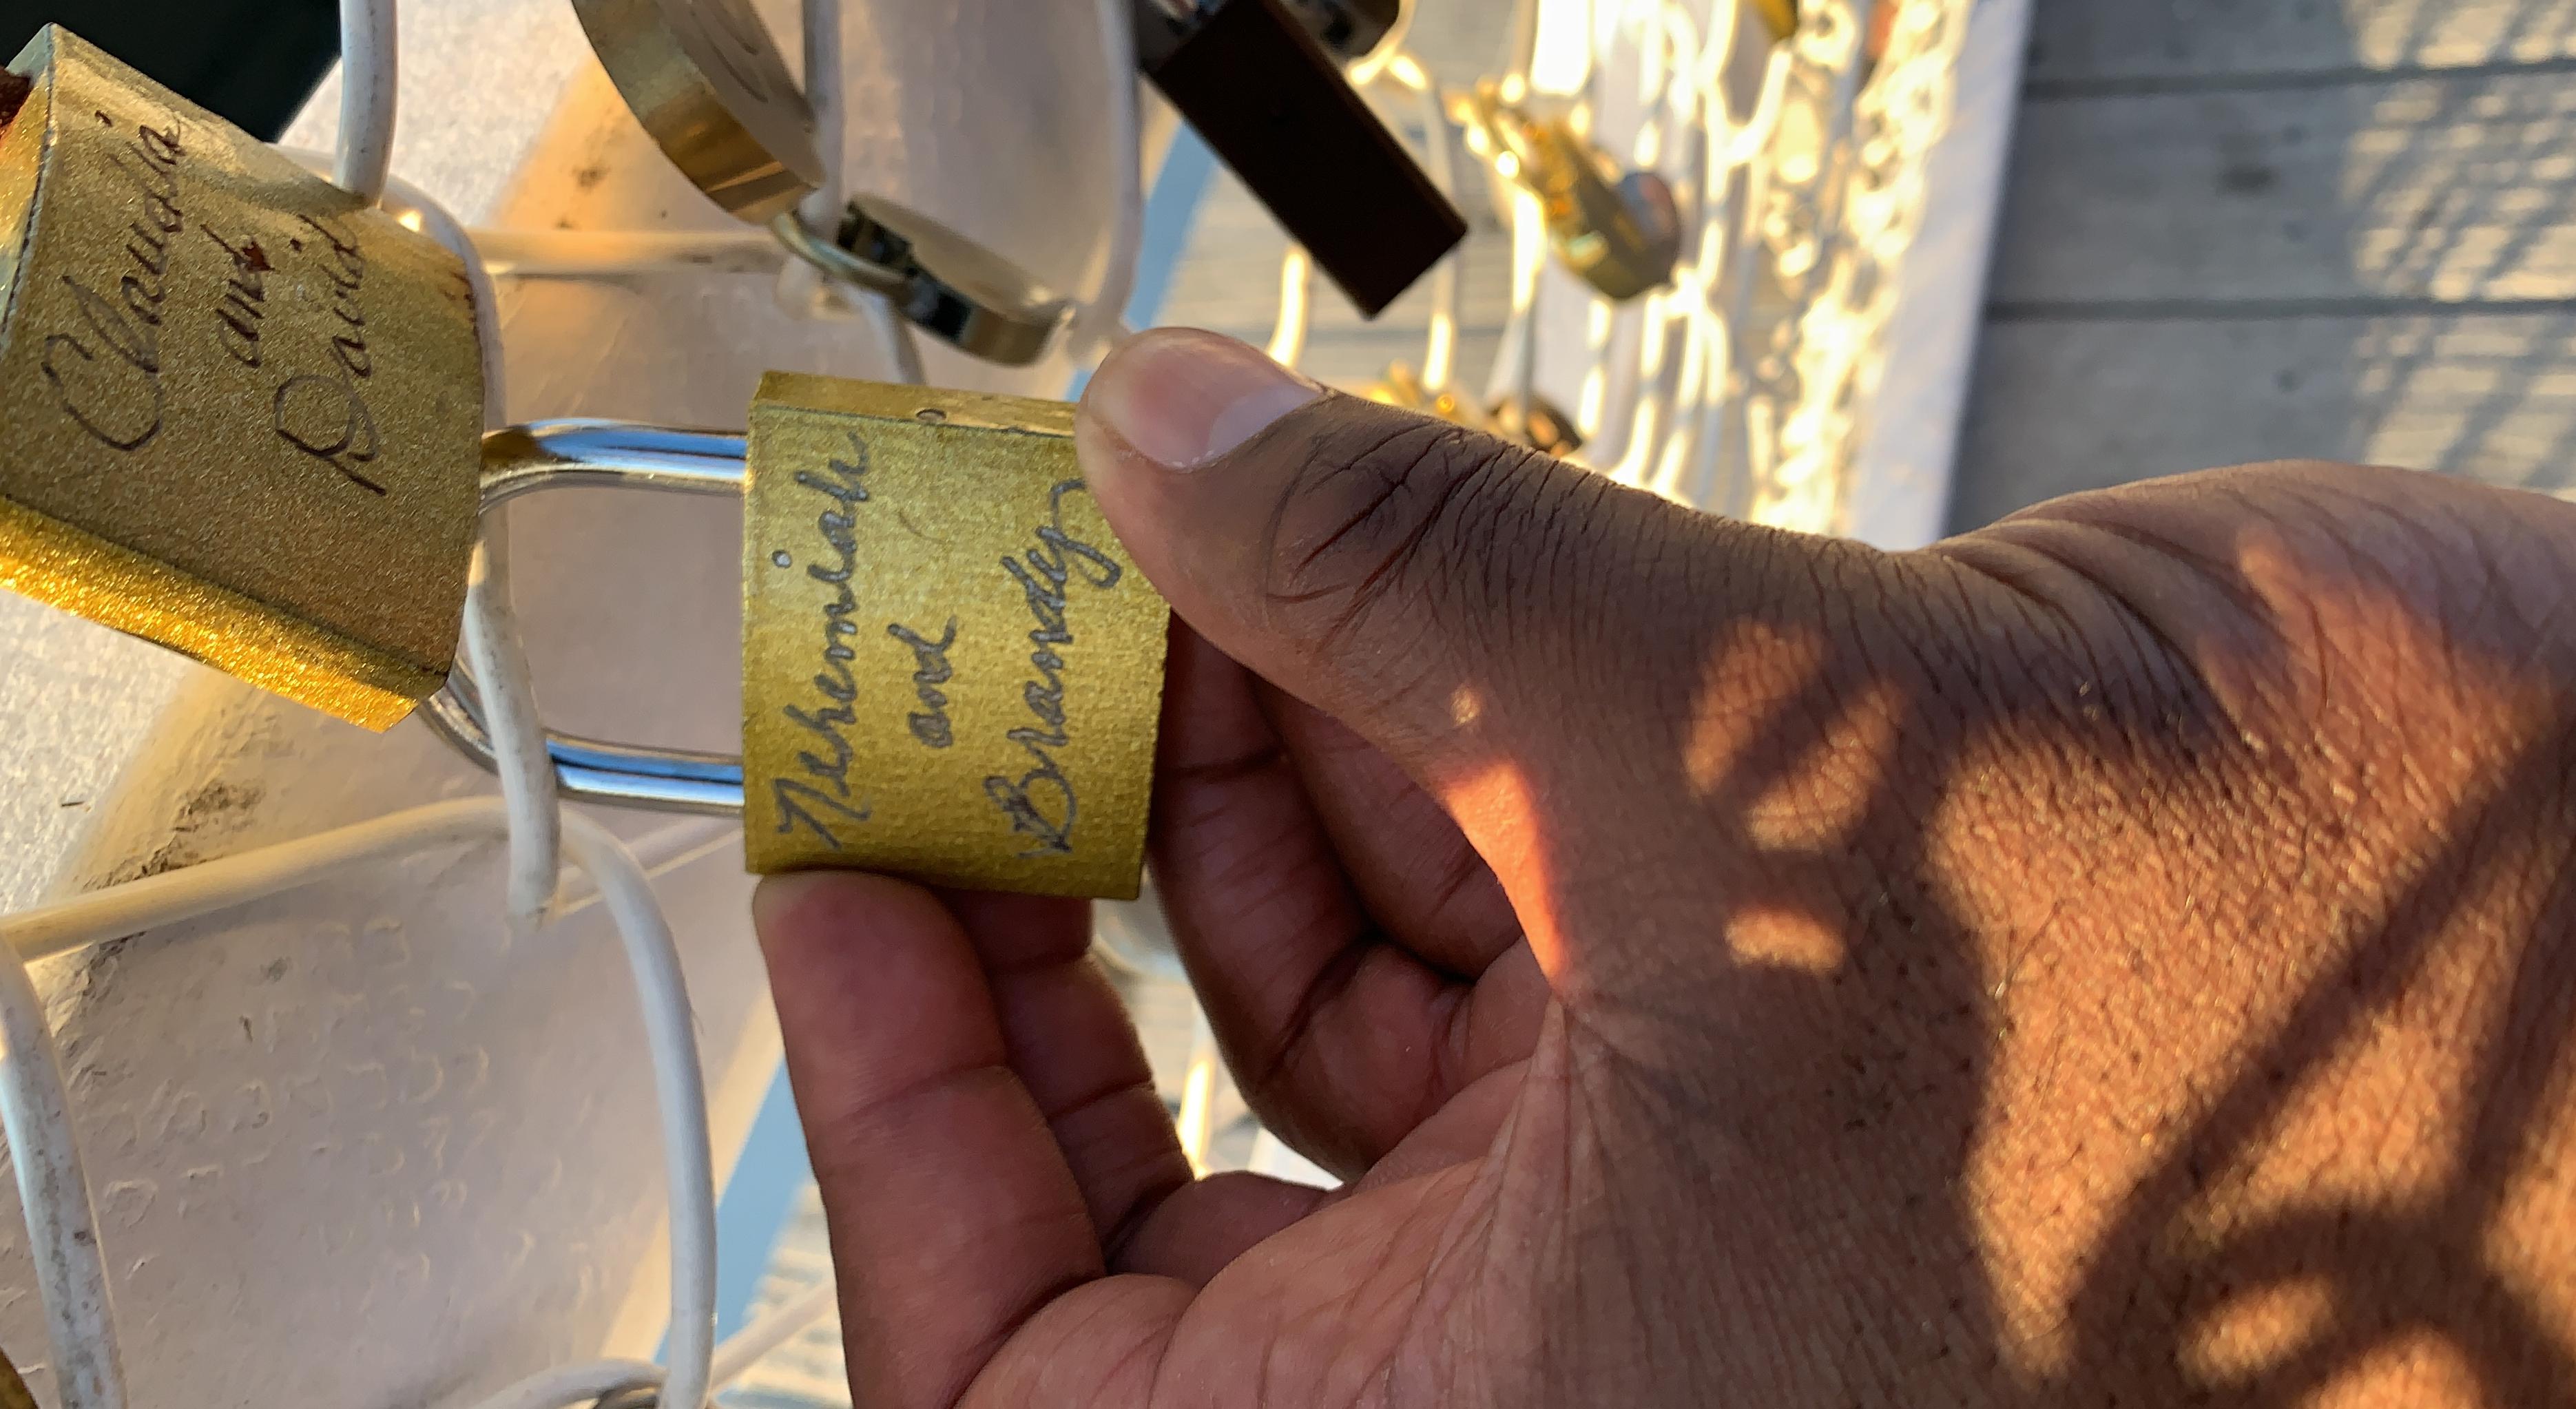 Claudia
and
David
Nehemiah
and
Brandy